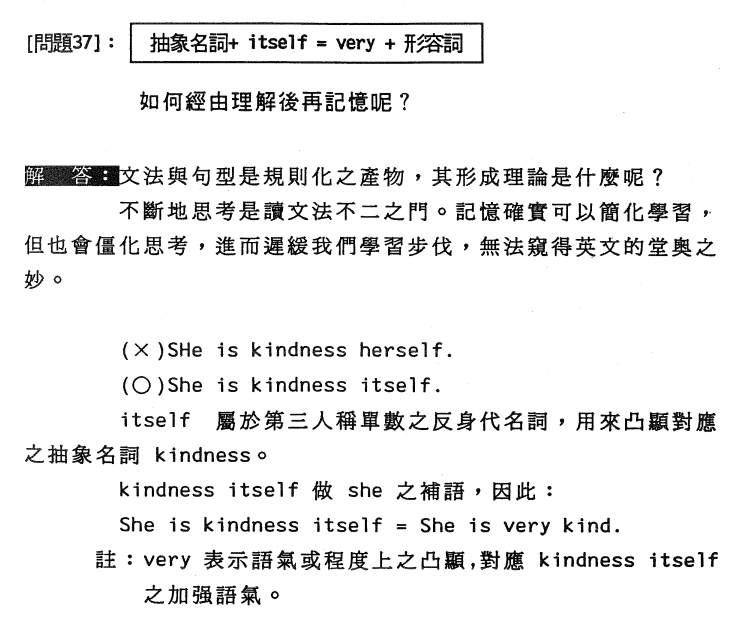 [問題37]： 抽象名詞+ itself = very + 形容詞
如何經由理解後再記憶呢？
解　答：文法與句型是規則化之產物，其形成理論是什麼呢？
不斷地思考是讀文法不二之門。記憶確實可以簡化學習，
但也會僵化思考，進而遲緩我們學習步伐，無法窺得英文的堂奧之
妙。
(×)SHe is kindness herself.
(○)She is kindness itself.
itself 屬於第三人稱單數之反身代名詞，用來凸顯對應
之抽象名詞 kindness。
kindness itself 做 she 之補語，因此：
She is kindness itself = She is very kind.
註：very 表示語氣或程度上之凸顯,對應 kindness itself
之加强語氣。